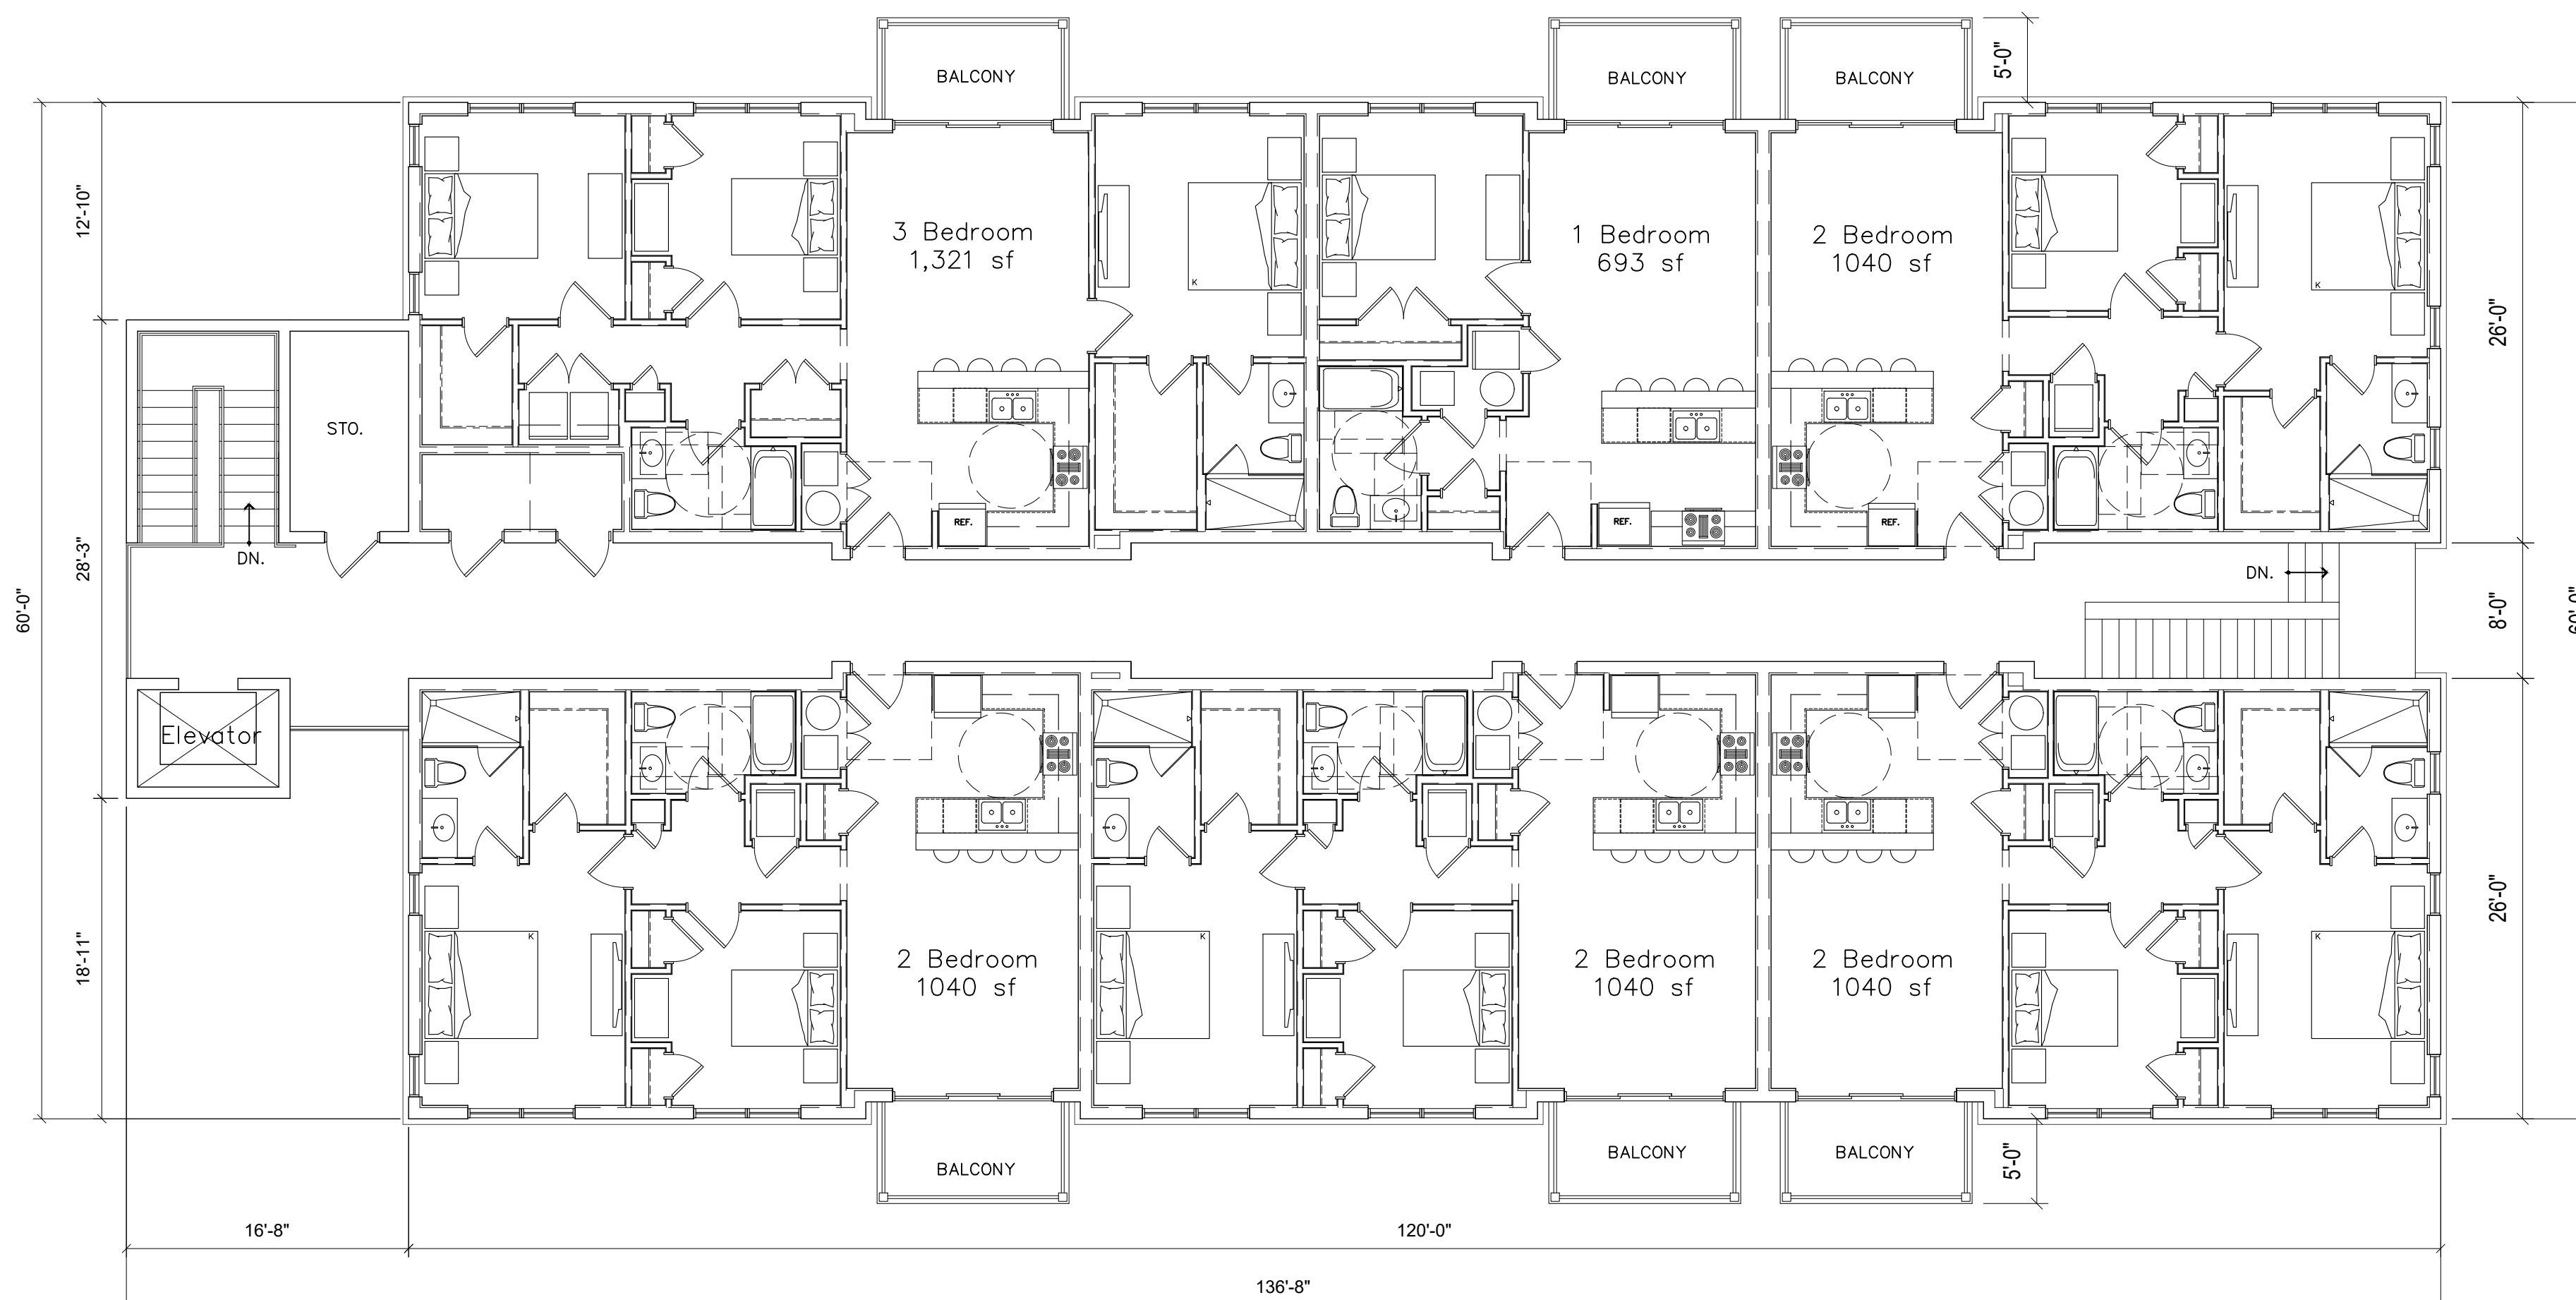 BALCONY
BALCONY
BALCONY
5'-0"
12'-10"
3 Bedroom
1,321 sf
K
1 Bedroom
693 sf
2 Bedroom
1040 sf
K
26'-0"
STO.
DN.
REF.
REF.
REF.
28'-3"
60'-0"
DN.
8'-0"
60'-0"
Elevator
18'-11"
K
2 Bedroom
1040 sf
K
2 Bedroom
1040 sf
2 Bedroom
1040 sf
K
26'-0"
BALCONY
BALCONY
BALCONY
5'-0"
16'-8"
120'-0"
136'-8"